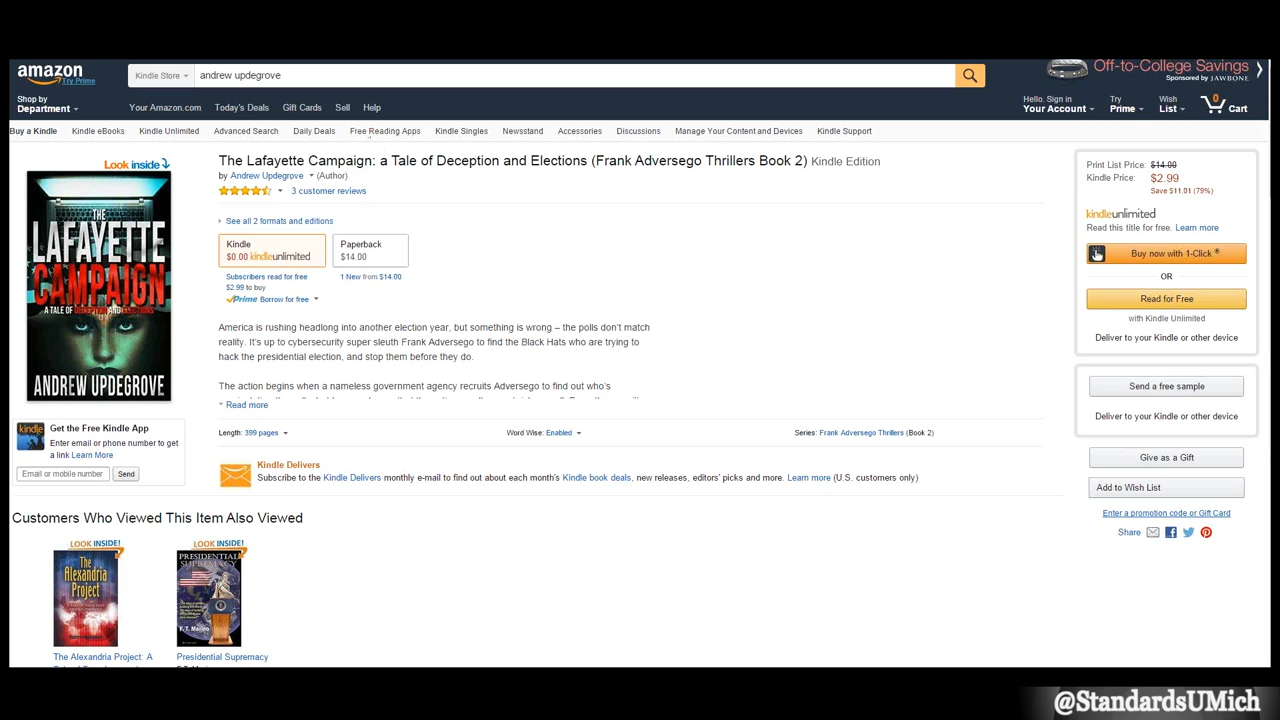 amazon
Try Prime
Kindle Store
andrew updegrove
Off-to-College Savings
Sponsored by JAWBONE
Shop by
Department
Your Amazon.com
Today's Deals
Gift Cards
Sell
Help
Hello. Sign in
Your Account
Try
Prime
Wish
List
0
Cart
Buy a Kindle
Kindle eBooks
Kindle Unlimited
Advanced Search
Daily Deals
Free Reading Apps
Kindle Singles
Newsstand
Accessories
Discussions
Manage Your Content and Devices
Kindle Support
Look inside
THE
LAFAYETTE
CAMPAIGN
A TALE OF DECEPTION AND ELECTIONS
ANDREW UPDEGROVE
The Lafayette Campaign: a Tale of Deception and Elections (Frank Adversego Thrillers Book 2) Kindle Edition
by Andrew Updegrove (Author)
3 customer reviews
See all 2 formats and editions
Kindle
$0.00 kindleunlimited
Subscribers read for free
$2.99 to buy
Prime Borrow for free
Paperback
$14.00
1 New from $14.00
America is rushing headlong into another election year, but something is wrong – the polls don't match
reality. It's up to cybersecurity super sleuth Frank Adversego to find the Black Hats who are trying to
hack the presidential election, and stop them before they do.
The action begins when a nameless government agency recruits Adversego to find out who's
Read more
Length: 399 pages
Word Wise: Enabled
Series: Frank Adversego Thrillers (Book 2)
Kindle Delivers
Subscribe to the Kindle Delivers monthly e-mail to find out about each month's Kindle book deals, new releases, editors' picks and more. Learn more (U.S. customers only)
Print List Price: $14.00
Kindle Price: $2.99
Save $11.01 (79%)
kindleunlimited
Read this title for free. Learn more
Buy now with 1-Click ®
OR
Read for Free
with Kindle Unlimited
Deliver to your Kindle or other device
Send a free sample
Deliver to your Kindle or other device
Give as a Gift
Add to Wish List
Enter a promotion code or Gift Card
Share
kindle
Get the Free Kindle App
Enter email or phone number to get
a link Learn More
Email or mobile number
Send
Customers Who Viewed This Item Also Viewed
LOOK INSIDE!
The
Alexandria
Project
The Alexandria Project: A
LOOK INSIDE!
PRESIDENTIAL
SUPREMACY
Presidential Supremacy
@StandardsUMich